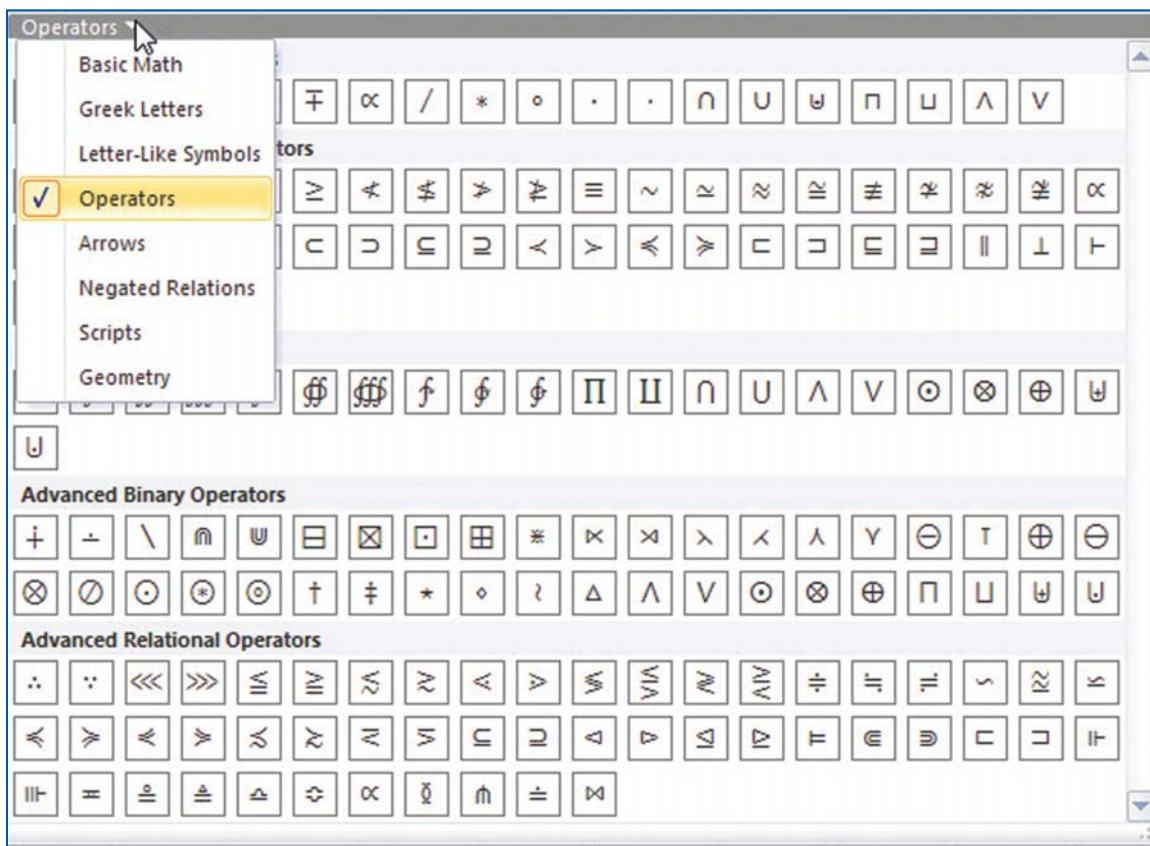 Operators
Basic Math
∓ ∝ / * ∘ · · ∩ ∪ ⊎ ⊓ ⊔ ∧ ∨
Greek Letters
Letter-Like Symbols tors
✓ Operators ≥ ≮ ≰ ≯ ≱ ≡ ∼ ≃ ≈ ≅ ≢ ≄ ≉ ≇ ∝
Arrows ⊂ ⊃ ⊆ ⊇ ≺ ≻ ≼ ≽ ⊏ ⊐ ⊑ ⊒ ∥ ⊥ ⊢
Negated Relations
Scripts
Geometry
∯ ∰ ∱ ∲ ∳ ∏ ∐ ⋂ ⋃ ⋀ ⋁ ⨀ ⨂ ⨁ ⨄
⨃
Advanced Binary Operators
∔ ∸ ∖ ⋒ ⋓ ⊟ ⊠ ⊡ ⊞ ⋇ ⋉ ⋊ ⋋ ⋌ ⋏ ⋎ ⊝ ⊺ ⊕ ⊖
⊗ ⊘ ⊙ ⊛ ⊚ † ‡ ⋆ ⋄ ≀ △ ⋀ ⋁ ⨀ ⨂ ⨁ ⨅ ⨆ ⨄ ⨃
Advanced Relational Operators
∴ ∵ ⋘ ⋙ ≦ ≧ ≲ ≳ ⋖ ⋗ ≶ ⋚ ≷ ⋛ ≑ ≒ ≓ ∽ ≊ ⋍
≼ ≽ ⋞ ⋟ ≾ ≿ ⋜ ⋝ ⊆ ⊇ ⊲ ⊳ ⊴ ⊵ ⊨ ⋐ ⋑ ⊏ ⊐ ⊩
⊪ ≖ ≗ ≜ ≏ ≎ ∝ ≬ ⋔ ≐ ⋈